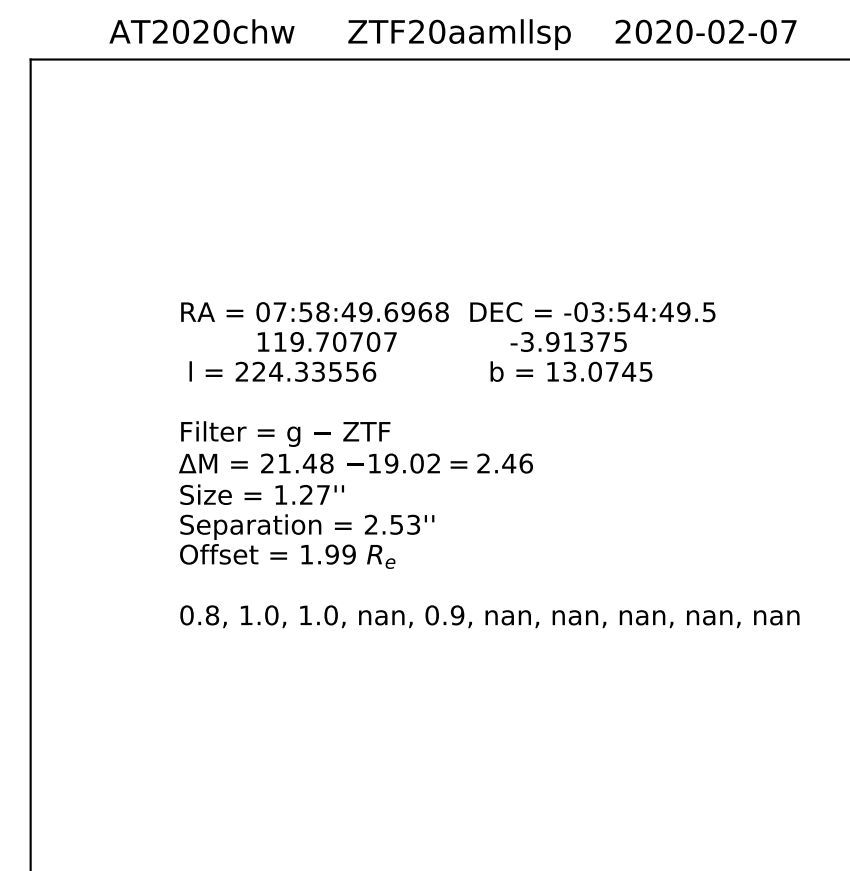 AT2020chw ZTF20aamllsp 2020-02-07
RA = 07:58:49.6968 DEC = -03:54:49.5
119.70707 -3.91375
l = 224.33556 b = 13.0745
Filter = g − ZTF
ΔM = 21.48 −19.02 = 2.46
Size = 1.27''
Separation = 2.53''
Offset = 1.99 Re
0.8, 1.0, 1.0, nan, 0.9, nan, nan, nan, nan, nan